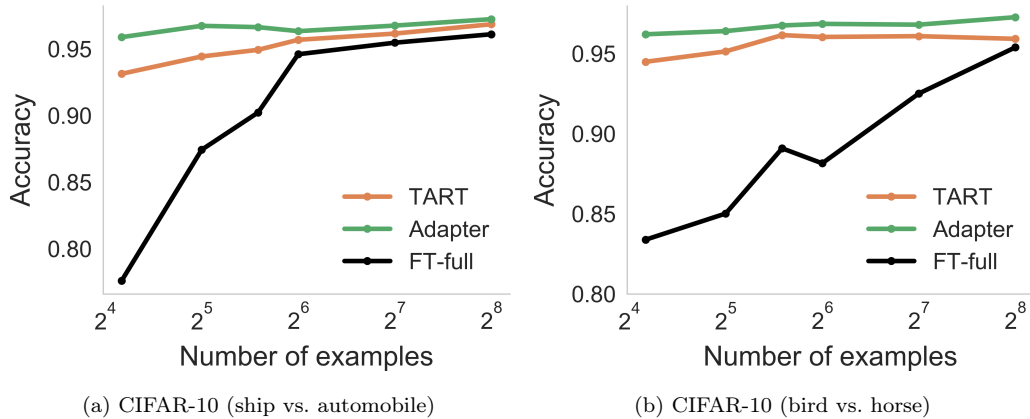 Accuracy
0.95
0.90
0.85
0.80
TART
Adapter
FT-full
2^4 2^5 2^6 2^7 2^8
Number of examples
(a) CIFAR-10 (ship vs. automobile)
Accuracy
0.95
0.90
0.85
0.80
TART
Adapter
FT-full
2^4 2^5 2^6 2^7 2^8
Number of examples
(b) CIFAR-10 (bird vs. horse)